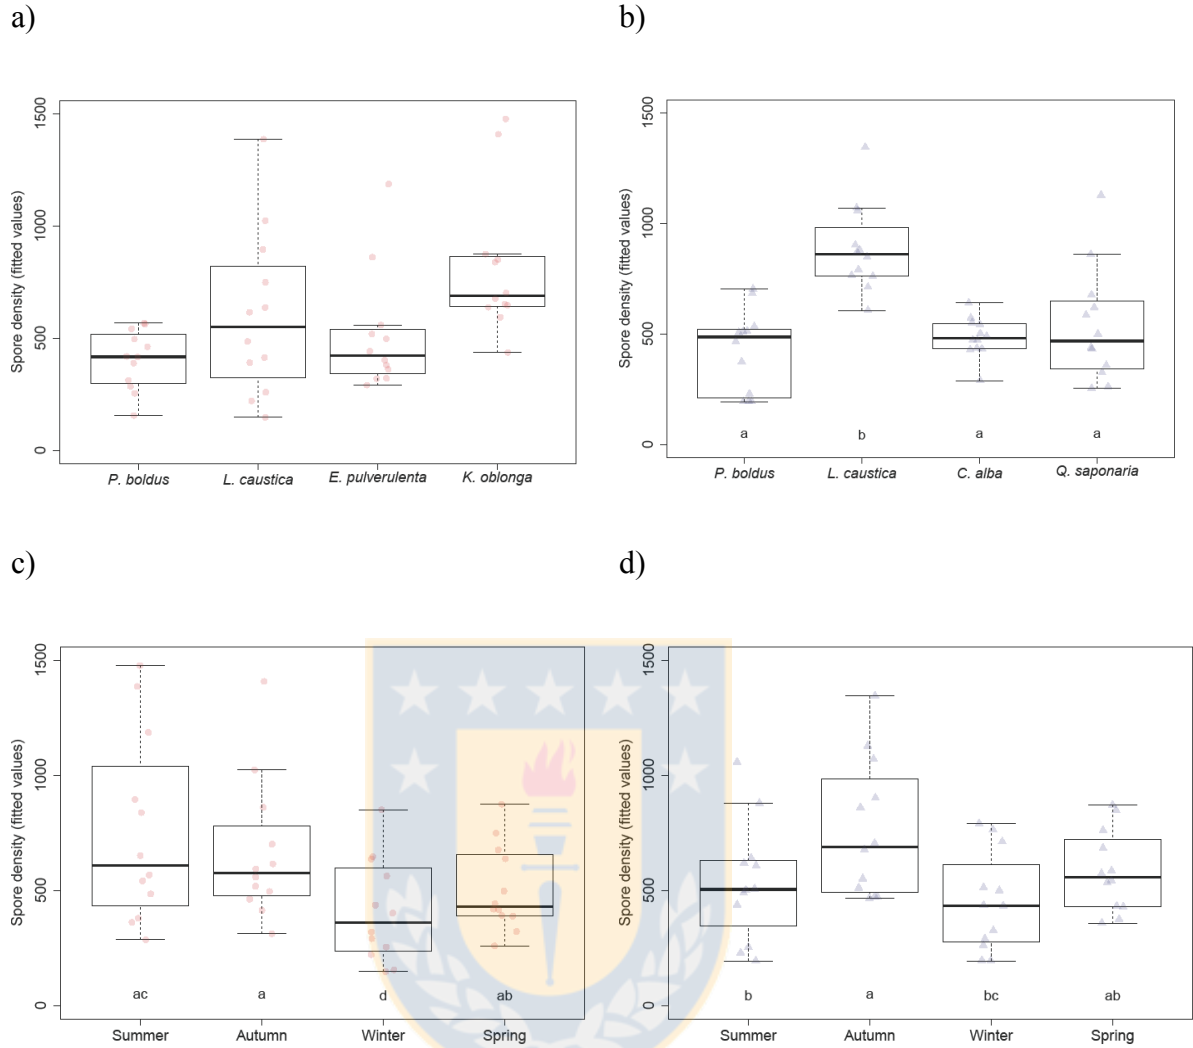 a)
1500
1000
500
0
Spore density (fitted values)
P. boldus L. caustica E. pulverulenta K. oblonga
b)
1500
1000
500
0
Spore density (fitted values)
a b a a
P. boldus L. caustica C. alba Q. saponaria
c)
1500
1000
500
0
Spore density (fitted values)
ac a d ab
Summer Autumn Winter Spring
d)
1500
1000
500
0
Spore density (fitted values)
b a bc ab
Summer Autumn Winter Spring